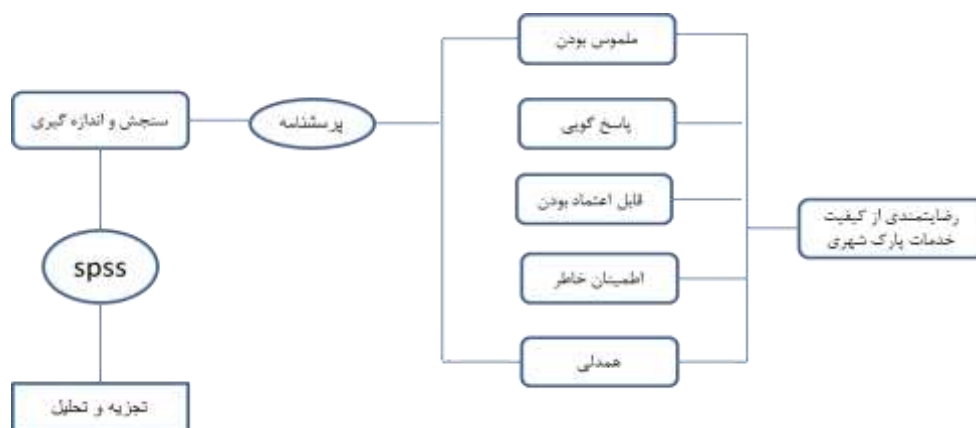 رضایتمندی از کیفیت
خدمات پارک شهری
ملموس بودن
پاسخ گویی
قابل اعتماد بودن
اطمینان خاطر
همدلی
پرسشنامه
سنجش و اندازه گیری
spss
تجزیه و تحلیل